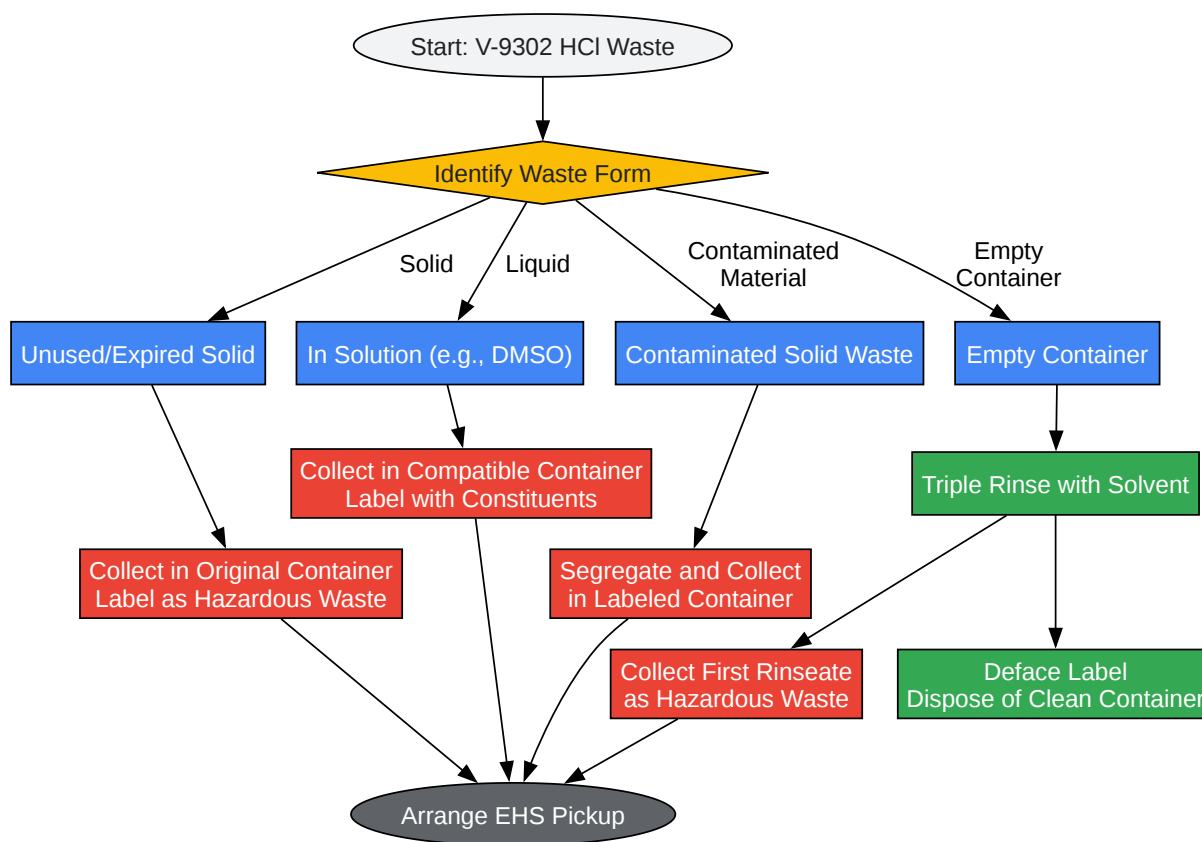 Start: V-9302 HCl Waste
Identify Waste Form
Solid
Liquid
Contaminated
Material
Empty
Container
Unused/Expired Solid
In Solution (e.g., DMSO)
Contaminated Solid Waste
Empty Container
Collect in Compatible Container
Label with Constituents
Triple Rinse with Solvent
Collect in Original Container
Label as Hazardous Waste
Segregate and Collect
in Labeled Container
Collect First Rinseate
as Hazardous Waste
Deface Label
Dispose of Clean Container
Arrange EHS Pickup